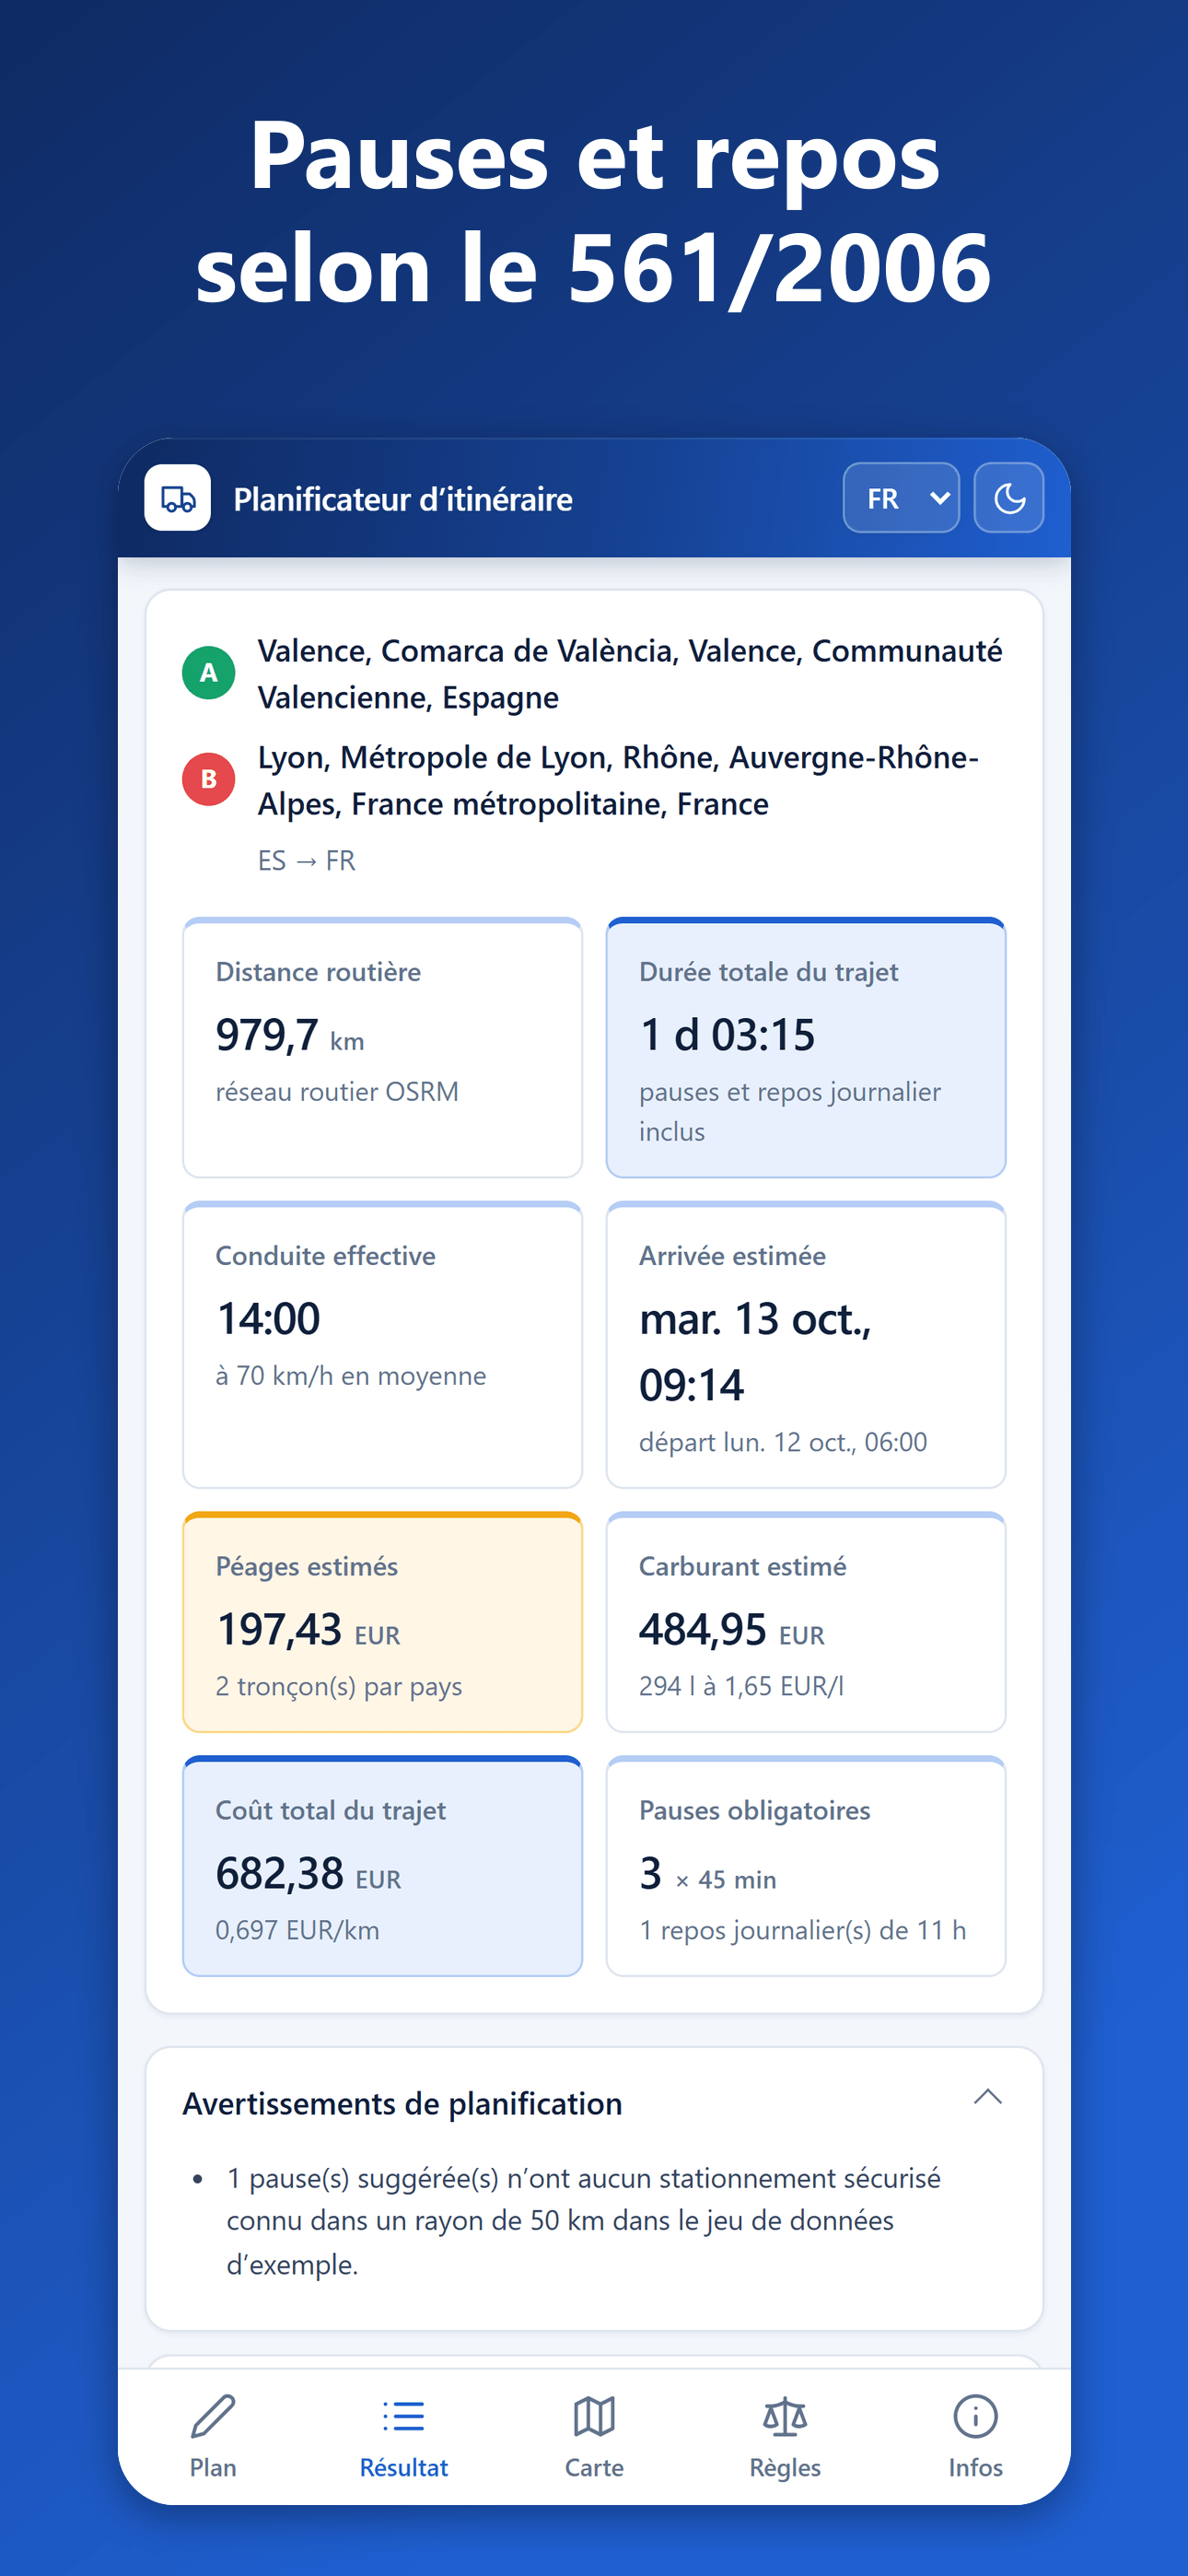 Pauses et repos
selon le 561/2006
Planificateur d’itinéraire
FR
A
Valence, Comarca de València, Valence, Communauté
Valencienne, Espagne
B
Lyon, Métropole de Lyon, Rhône, Auvergne-Rhône-
Alpes, France métropolitaine, France
ES → FR
Distance routière
979,7 km
réseau routier OSRM
Durée totale du trajet
1 d 03:15
pauses et repos journalier
inclus
Conduite effective
14:00
à 70 km/h en moyenne
Arrivée estimée
mar. 13 oct.,
09:14
départ lun. 12 oct., 06:00
Péages estimés
197,43 EUR
2 tronçon(s) par pays
Carburant estimé
484,95 EUR
294 l à 1,65 EUR/l
Coût total du trajet
682,38 EUR
0,697 EUR/km
Pauses obligatoires
3 × 45 min
1 repos journalier(s) de 11 h
Avertissements de planification
• 1 pause(s) suggérée(s) n’ont aucun stationnement sécurisé
connu dans un rayon de 50 km dans le jeu de données
d’exemple.
Plan
Résultat
Carte
Règles
Infos